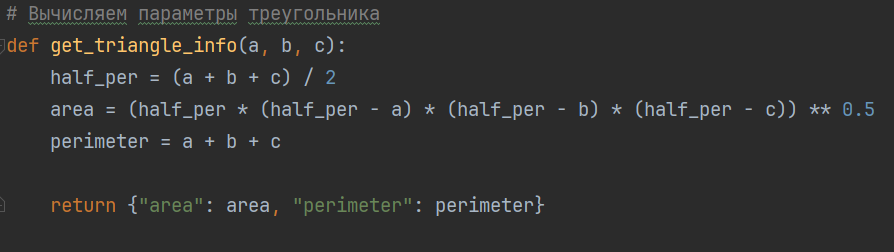 # Вычисляем параметры треугольника
def get_triangle_info(a, b, c):
    half_per = (a + b + c) / 2
    area = (half_per * (half_per - a) * (half_per - b) * (half_per - c)) ** 0.5
    perimeter = a + b + c

    return {"area": area, "perimeter": perimeter}